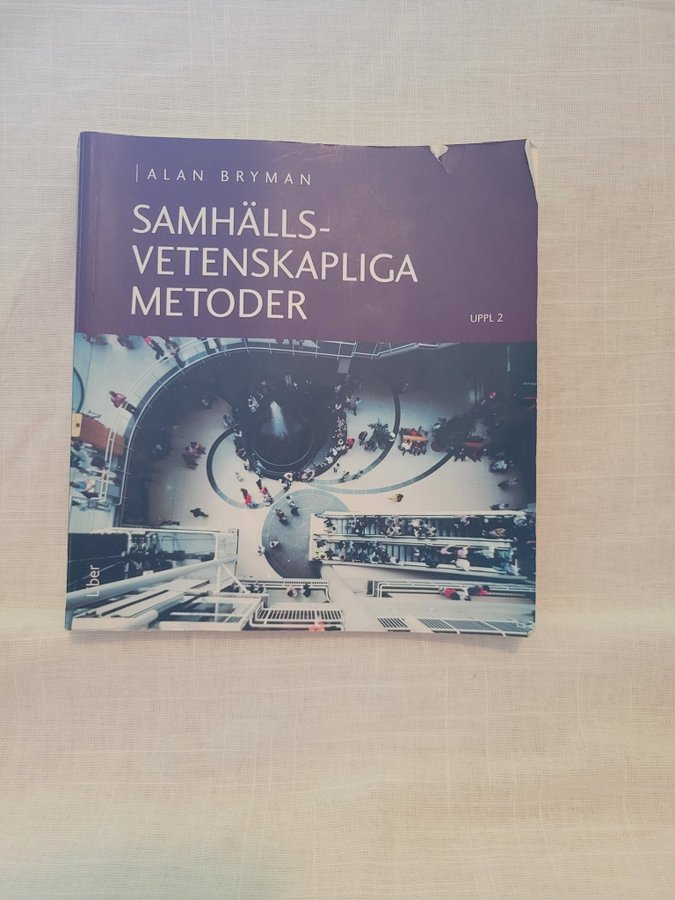 ALAN BRYMAN
SAMHÄLLS-
VETENSKAPLIGA
METODER
UPPL 2
Liber